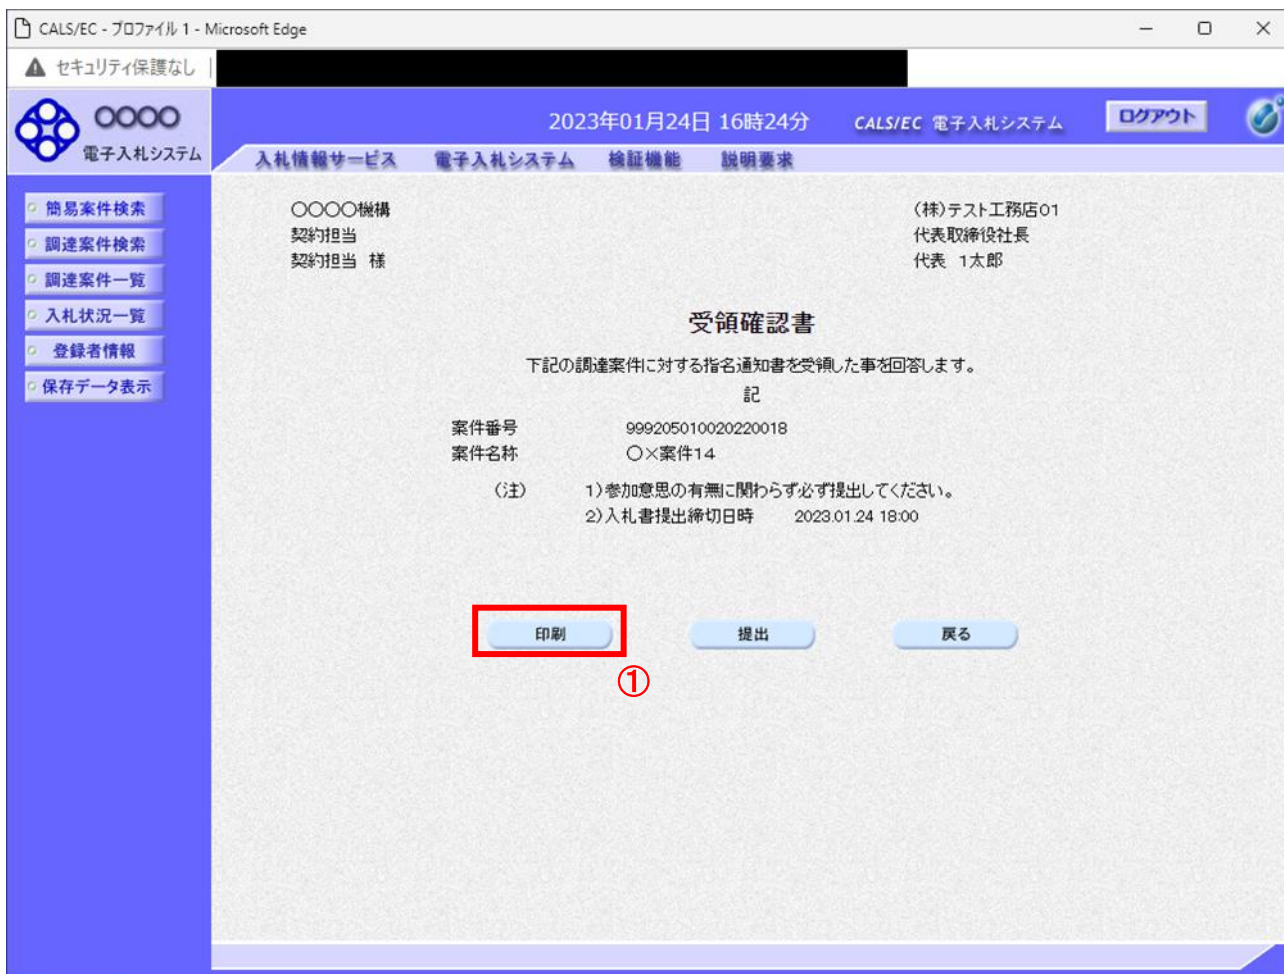 CALS/EC - プロファイル 1 - Microsoft Edge
セキュリティ保護なし
〇〇〇〇
電子入札システム
2023年01月24日 16時24分
CALS/EC 電子入札システム
ログアウト
入札情報サービス 電子入札システム 検証機能 説明要求
簡易案件検索
調達案件検索
調達案件一覧
入札状況一覧
登録者情報
保存データ表示
〇〇〇〇機構
契約担当
契約担当 様
(株)テスト工務店01
代表取締役社長
代表 1太郎
受領確認書
下記の調達案件に対する指名通知書を受領した事を回答します。
記
案件番号 999205010020220018
案件名称 〇×案件14
(注) 1)参加意思の有無に関わらず必ず提出してください。
2)入札書提出締切日時 2023.01.24 18:00
印刷 提出 戻る
①